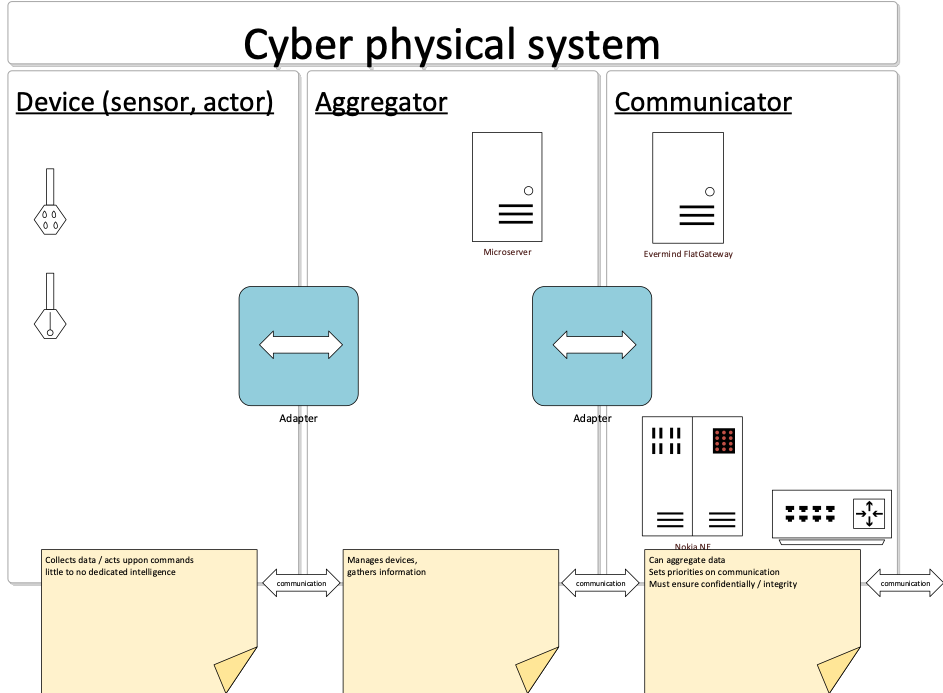 Cyber physical system
Device (sensor, actor)
Aggregator
Communicator
Microserver
Evermind FlatGateway
Adapter
Adapter
Nokia NE
Collects data / acts uppon commands
little to no dedicated intelligence
communication
Manages devices,
gathers information
communication
Can aggregate data
Sets priorities on communication
Must ensure confidentially / integrity
communication